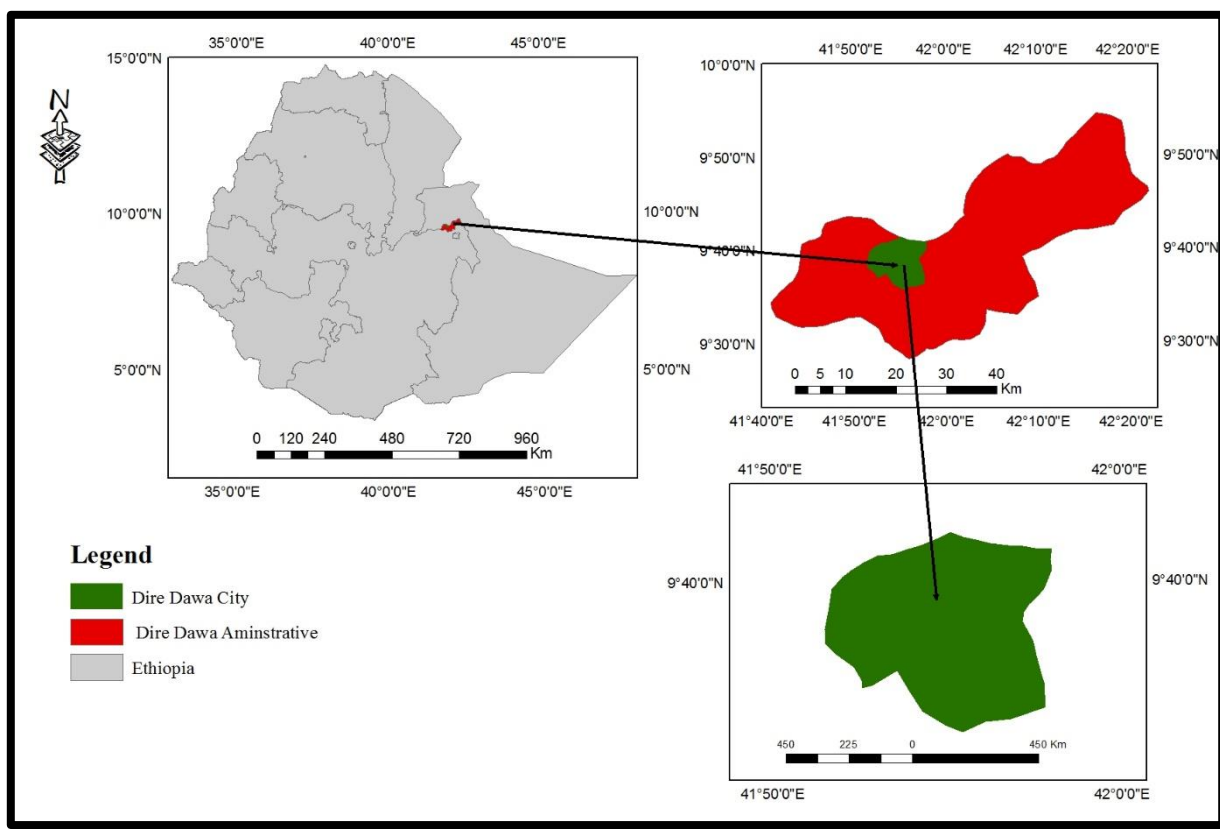 35°0'0"E 40°0'0"E 45°0'0"E
15°0'0"N
10°0'0"N 10°0'0"N
5°0'0"N 5°0'0"N
0 120 240 480 720 960
Km
35°0'0"E 40°0'0"E 45°0'0"E
N
41°50'0"E 42°0'0"E 42°10'0"E 42°20'0"E
10°0'0"N
9°50'0"N 9°50'0"N
9°40'0"N 9°40'0"N
9°30'0"N 9°30'0"N
0 5 10 20 30 40
Km
41°40'0"E 41°50'0"E 42°0'0"E 42°10'0"E 42°20'0"E
41°50'0"E 42°0'0"E
9°40'0"N 9°40'0"N
450 225 0 450 Km
41°50'0"E 42°0'0"E
Legend
Dire Dawa City
Dire Dawa Aminstrative
Ethiopia